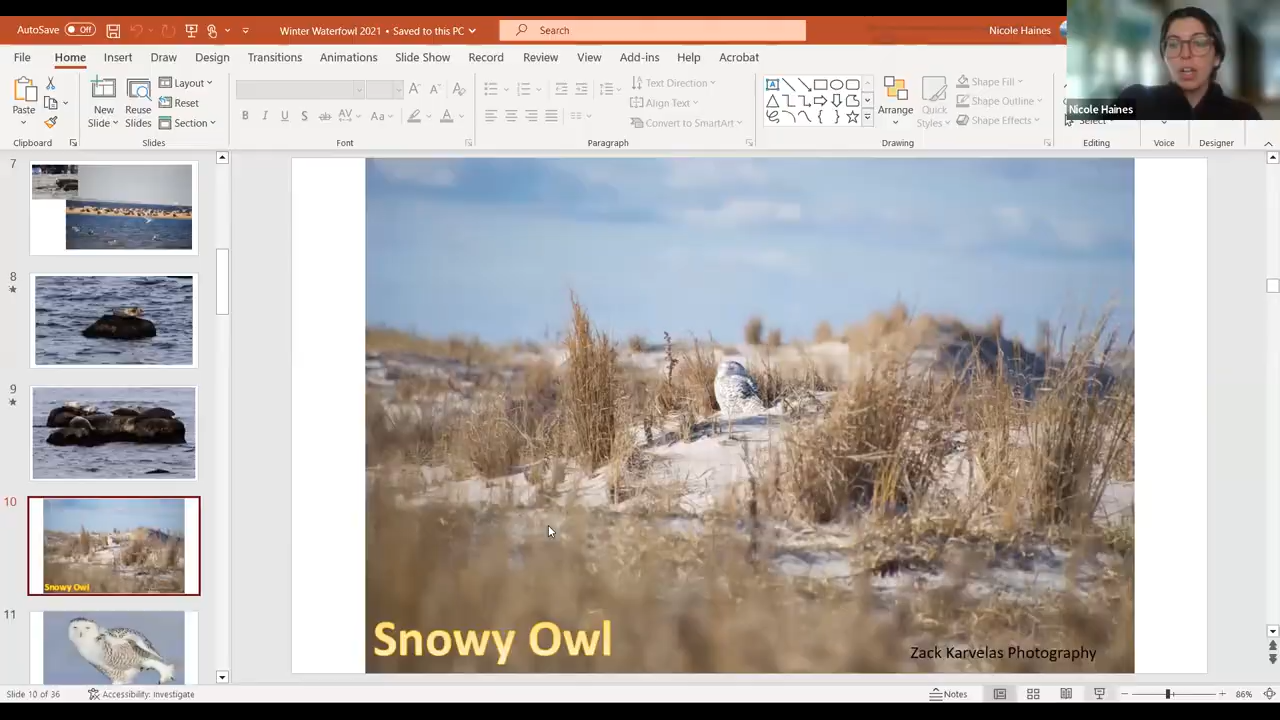 AutoSave Off
Winter Waterfowl 2021 • Saved to this PC
Search
Nicole Haines
File Home Insert Draw Design Transitions Animations Slide Show Record Review View Add-ins Help Acrobat
Nicole Haines
Paste
New Slide
Reuse Slides
Layout
Reset
Section
Text Direction
Align Text
Convert to SmartArt
Arrange
Quick Styles
Shape Fill
Shape Outline
Shape Effects
Select
Clipboard Slides Font Paragraph Drawing Editing Voice Designer
7
8
9
10
Snowy Owl
11
Snowy Owl
Zack Karvelas Photography
Slide 10 of 36
Accessibility: Investigate
Notes
86%